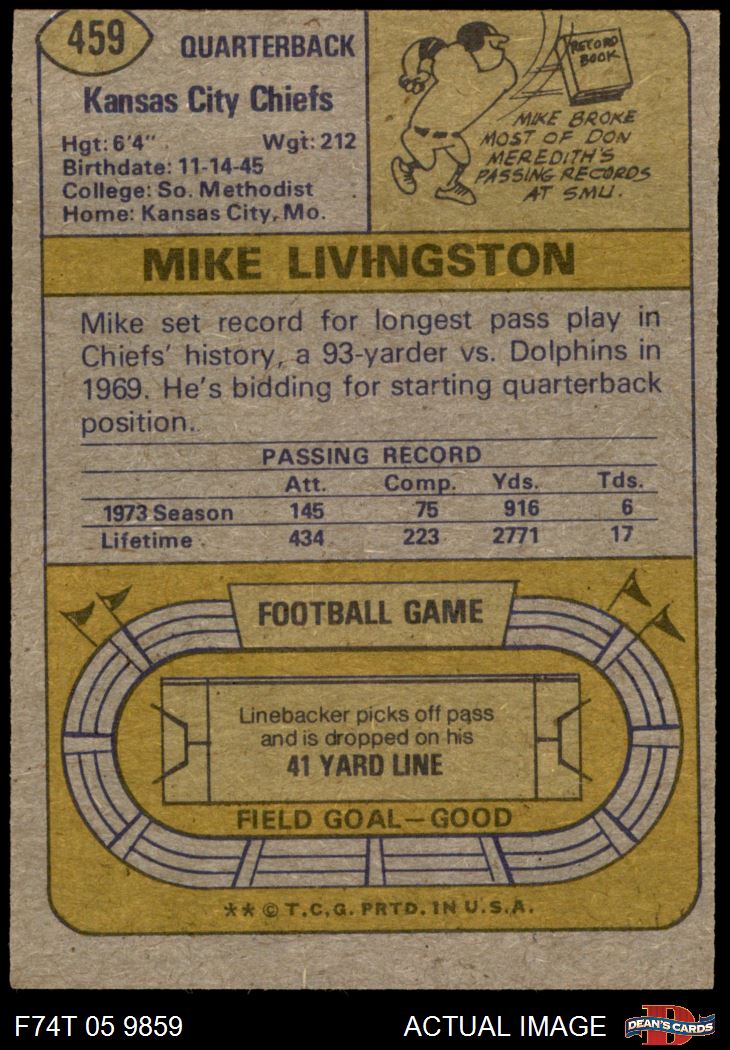 459
QUARTERBACK
Kansas City Chiefs
Hgt: 6'4" Wgt: 212
Birthdate: 11-14-45
College: So. Methodist
Home: Kansas City, Mo.
RECORD
BOOK
MIKE BROKE
MOST OF DON
MEREDITH'S
PASSING RECORDS
AT SMU.
MIKE LIVINGSTON
Mike set record for longest pass play in
Chiefs' history, a 93-yarder vs. Dolphins in
1969. He's bidding for starting quarterback
position.
PASSING RECORD
Att. Comp. Yds. Tds.
1973 Season 145 75 916 6
Lifetime 434 223 2771 17
FOOTBALL GAME
Linebacker picks off pass
and is dropped on his
41 YARD LINE
FIELD GOAL—GOOD
** © T.C.G. PRTD. IN U.S.A.
F74T 05 9859 ACTUAL IMAGE
D
DEAN'S CARDS